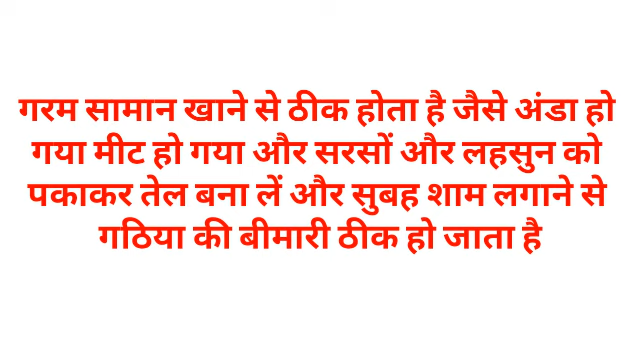 गरम सामान खाने से ठीक होता है जैसे अंडा हो
गया मीट हो गया और सरसों और लहसुन को
पकाकर तेल बना लें और सुबह शाम लगाने से
गठिया की बीमारी ठीक हो जाता है